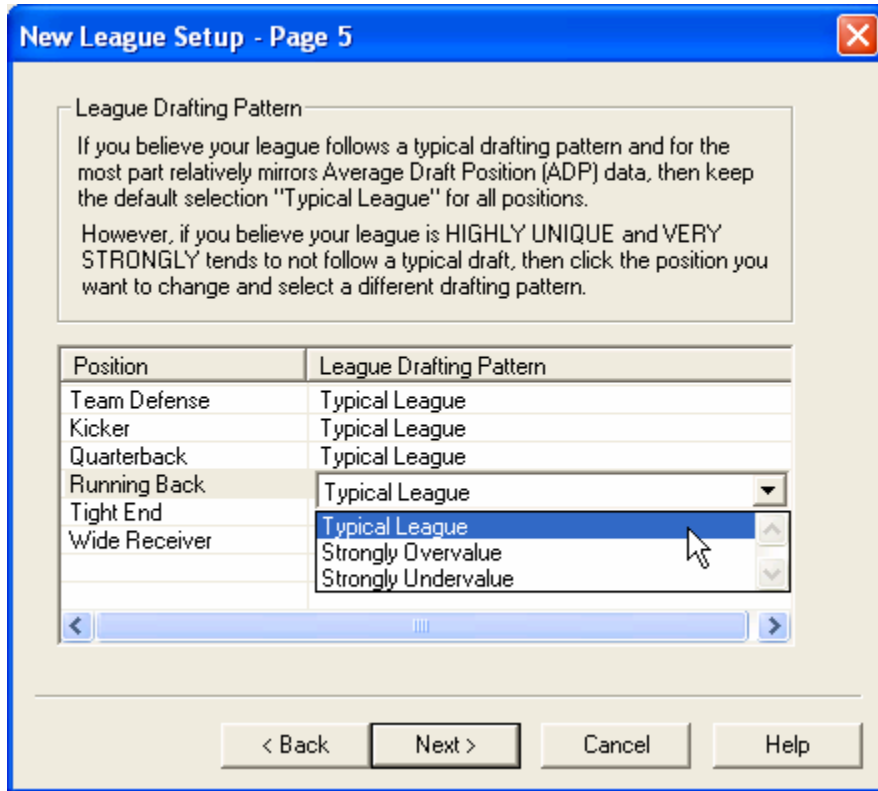 New League Setup - Page 5
League Drafting Pattern
If you believe your league follows a typical drafting pattern and for the
most part relatively mirrors Average Draft Position (ADP) data, then keep
the default selection "Typical League" for all positions.
However, if you believe your league is HIGHLY UNIQUE and VERY
STRONGLY tends to not follow a typical draft, then click the position you
want to change and select a different drafting pattern.
Position League Drafting Pattern
Team Defense Typical League
Kicker Typical League
Quarterback Typical League
Running Back Typical League
Tight End Typical League
Wide Receiver Strongly Overvalue
Strongly Undervalue
< Back Next > Cancel Help